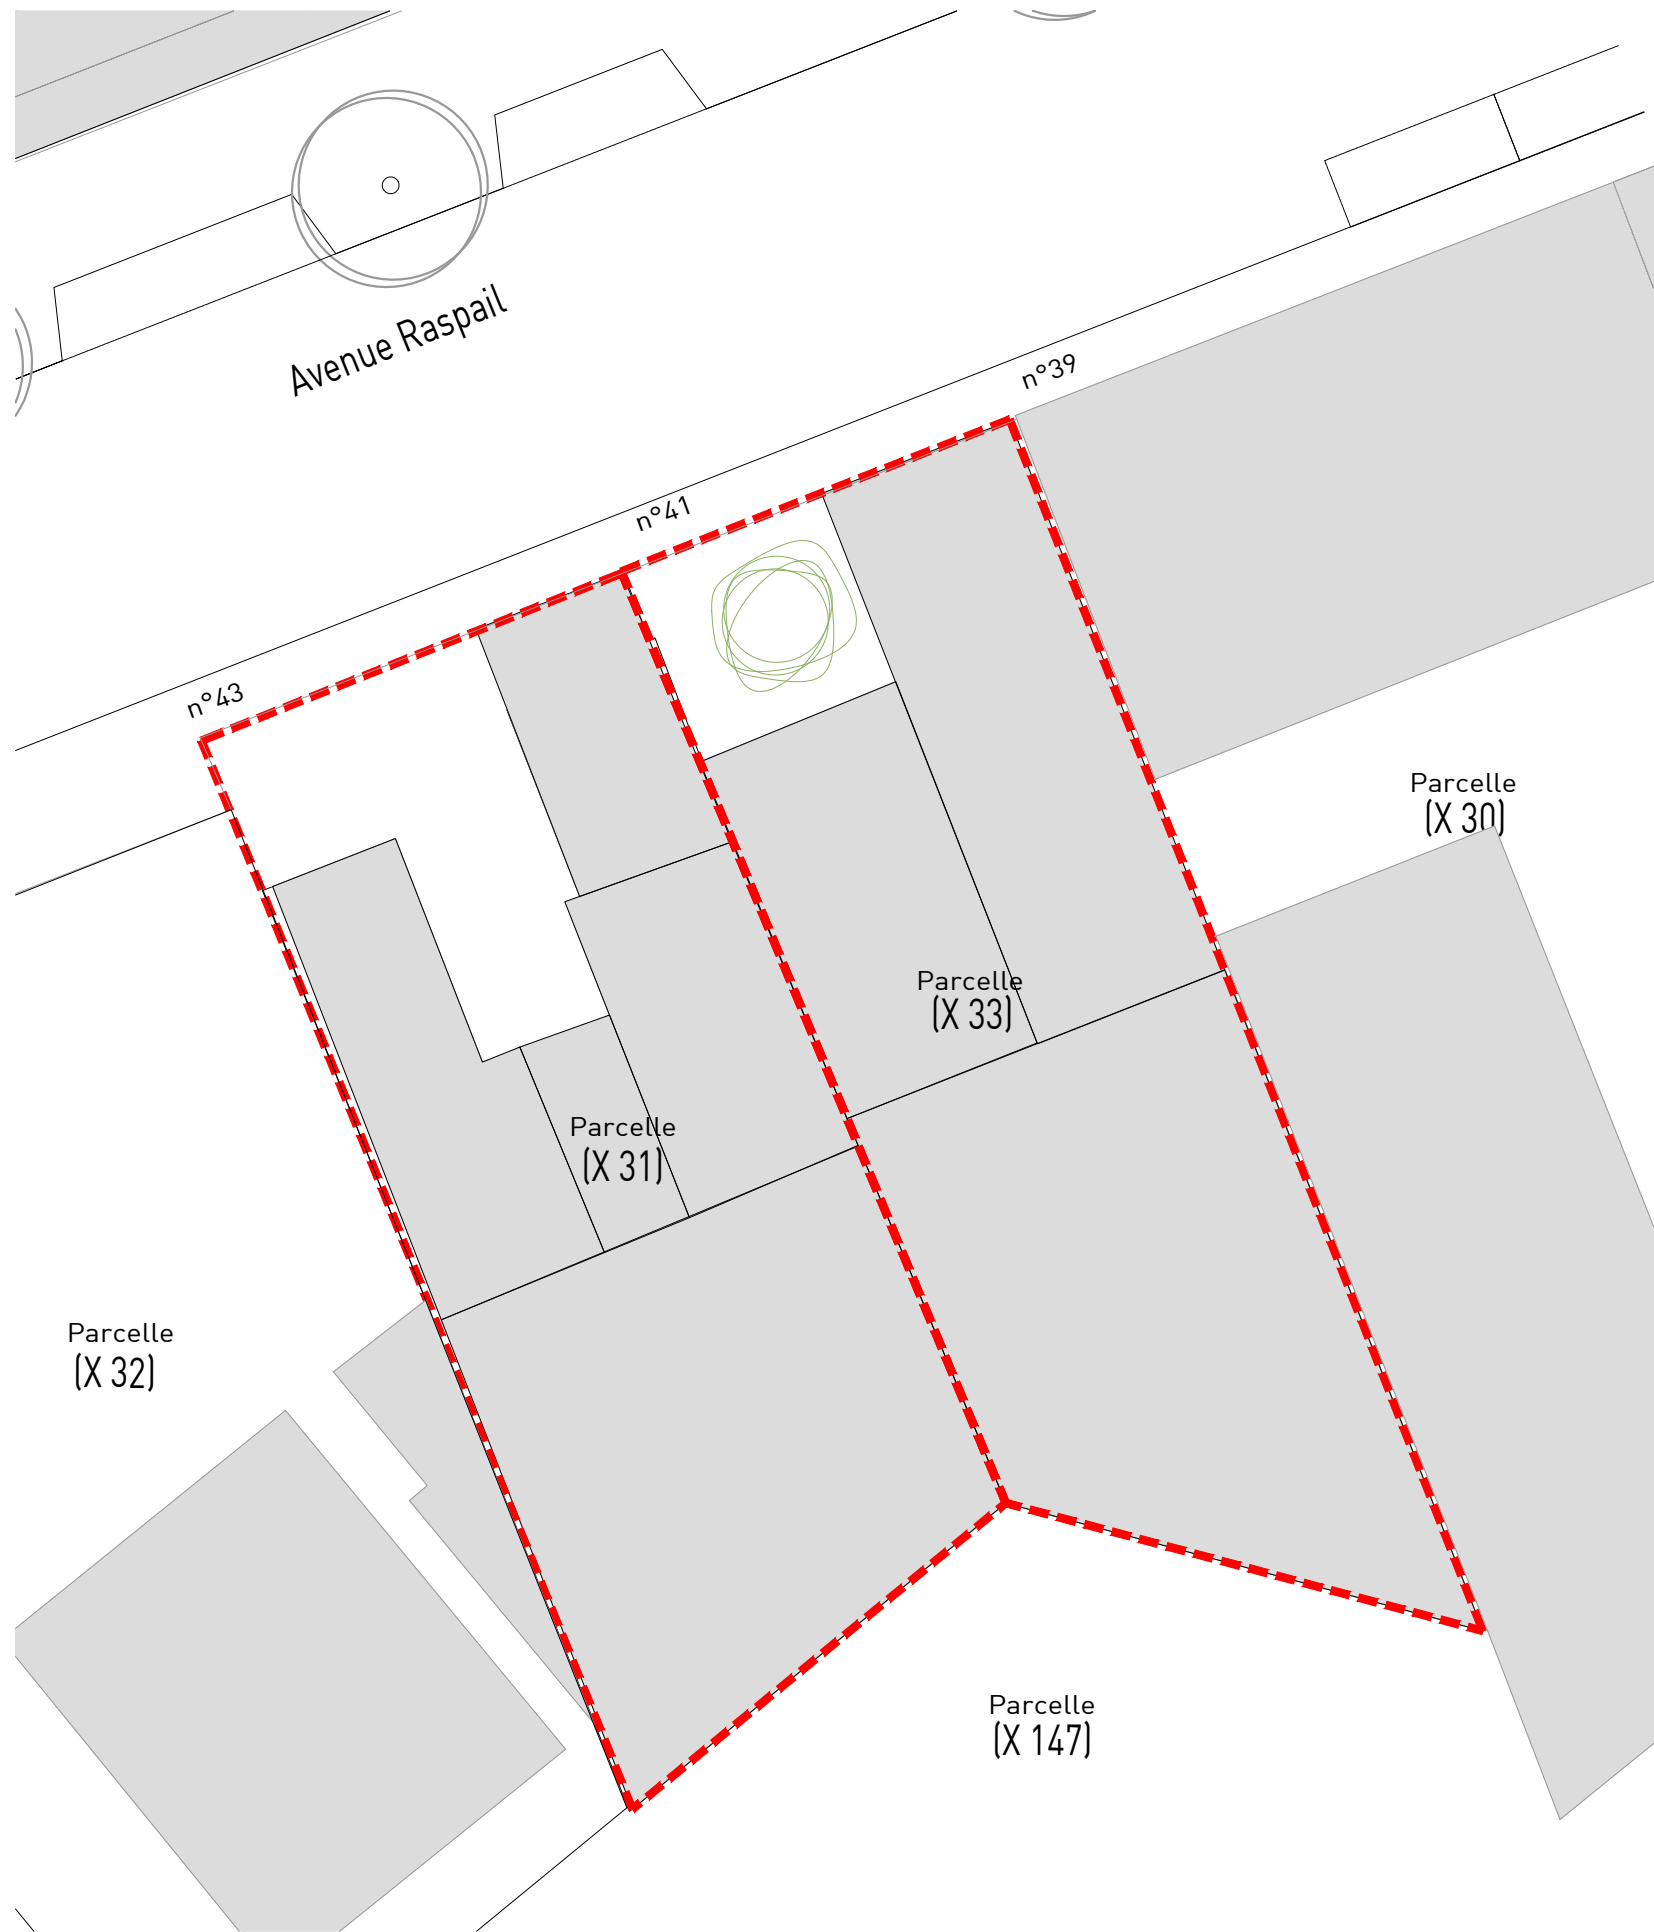 Avenue Raspail
n°39
n°41
n°43
Parcelle
(X 30)
Parcelle
(X 33)
Parcelle
(X 31)
Parcelle
(X 32)
Parcelle
(X 147)